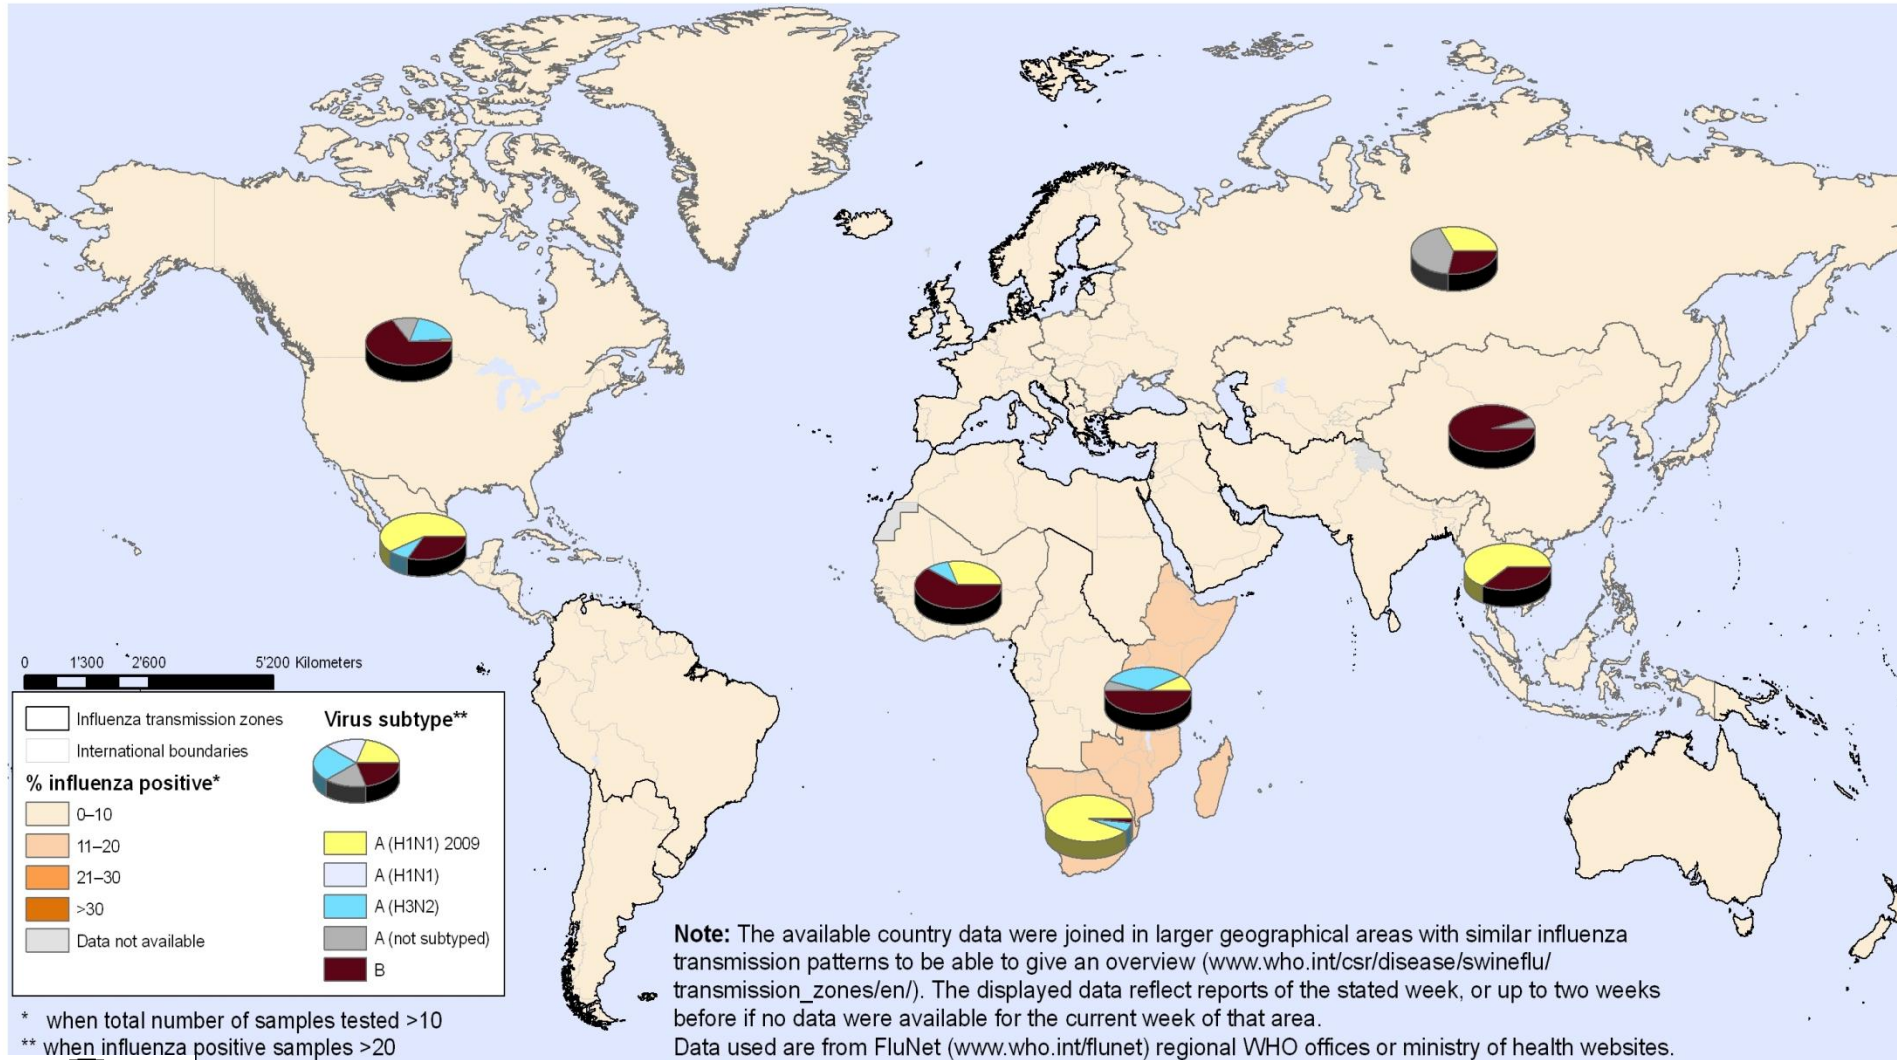 0 1'300 2'600 5'200 Kilometers
Influenza transmission zones
International boundaries
% influenza positive*
0–10
11–20
21–30
>30
Data not available
Virus subtype**
A (H1N1) 2009
A (H1N1)
A (H3N2)
A (not subtyped)
B
* when total number of samples tested >10
** when influenza positive samples >20
Note: The available country data were joined in larger geographical areas with similar influenza
transmission patterns to be able to give an overview (www.who.int/csr/disease/swineflu/
transmission_zones/en/). The displayed data reflect reports of the stated week, or up to two weeks
before if no data were available for the current week of that area.
Data used are from FluNet (www.who.int/flunet) regional WHO offices or ministry of health websites.